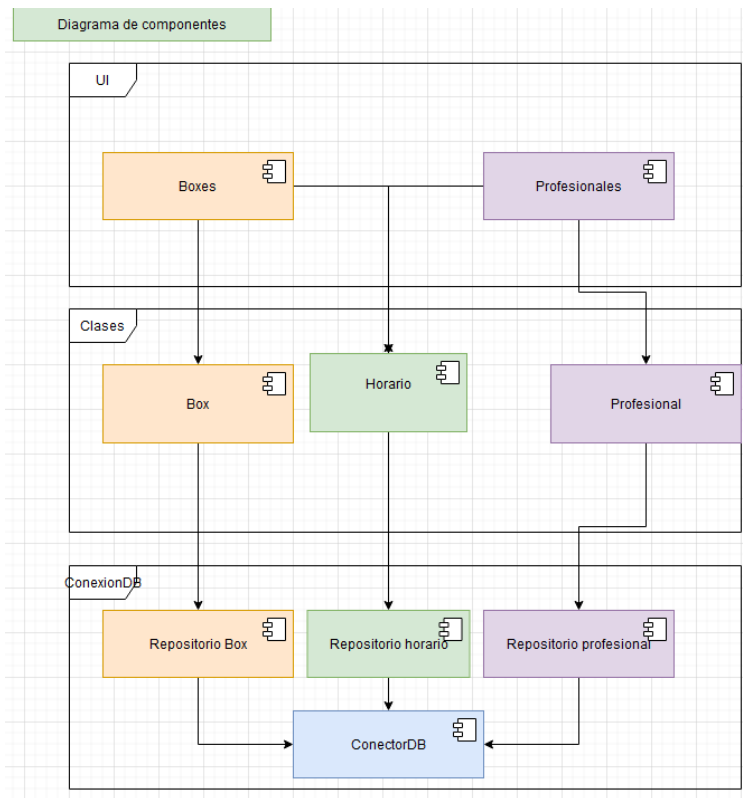 Diagrama de componentes
UI
Boxes
Profesionales
Clases
Box
Horario
Profesional
ConexionDB
Repositorio Box
Repositorio horario
Repositorio profesional
ConectorDB